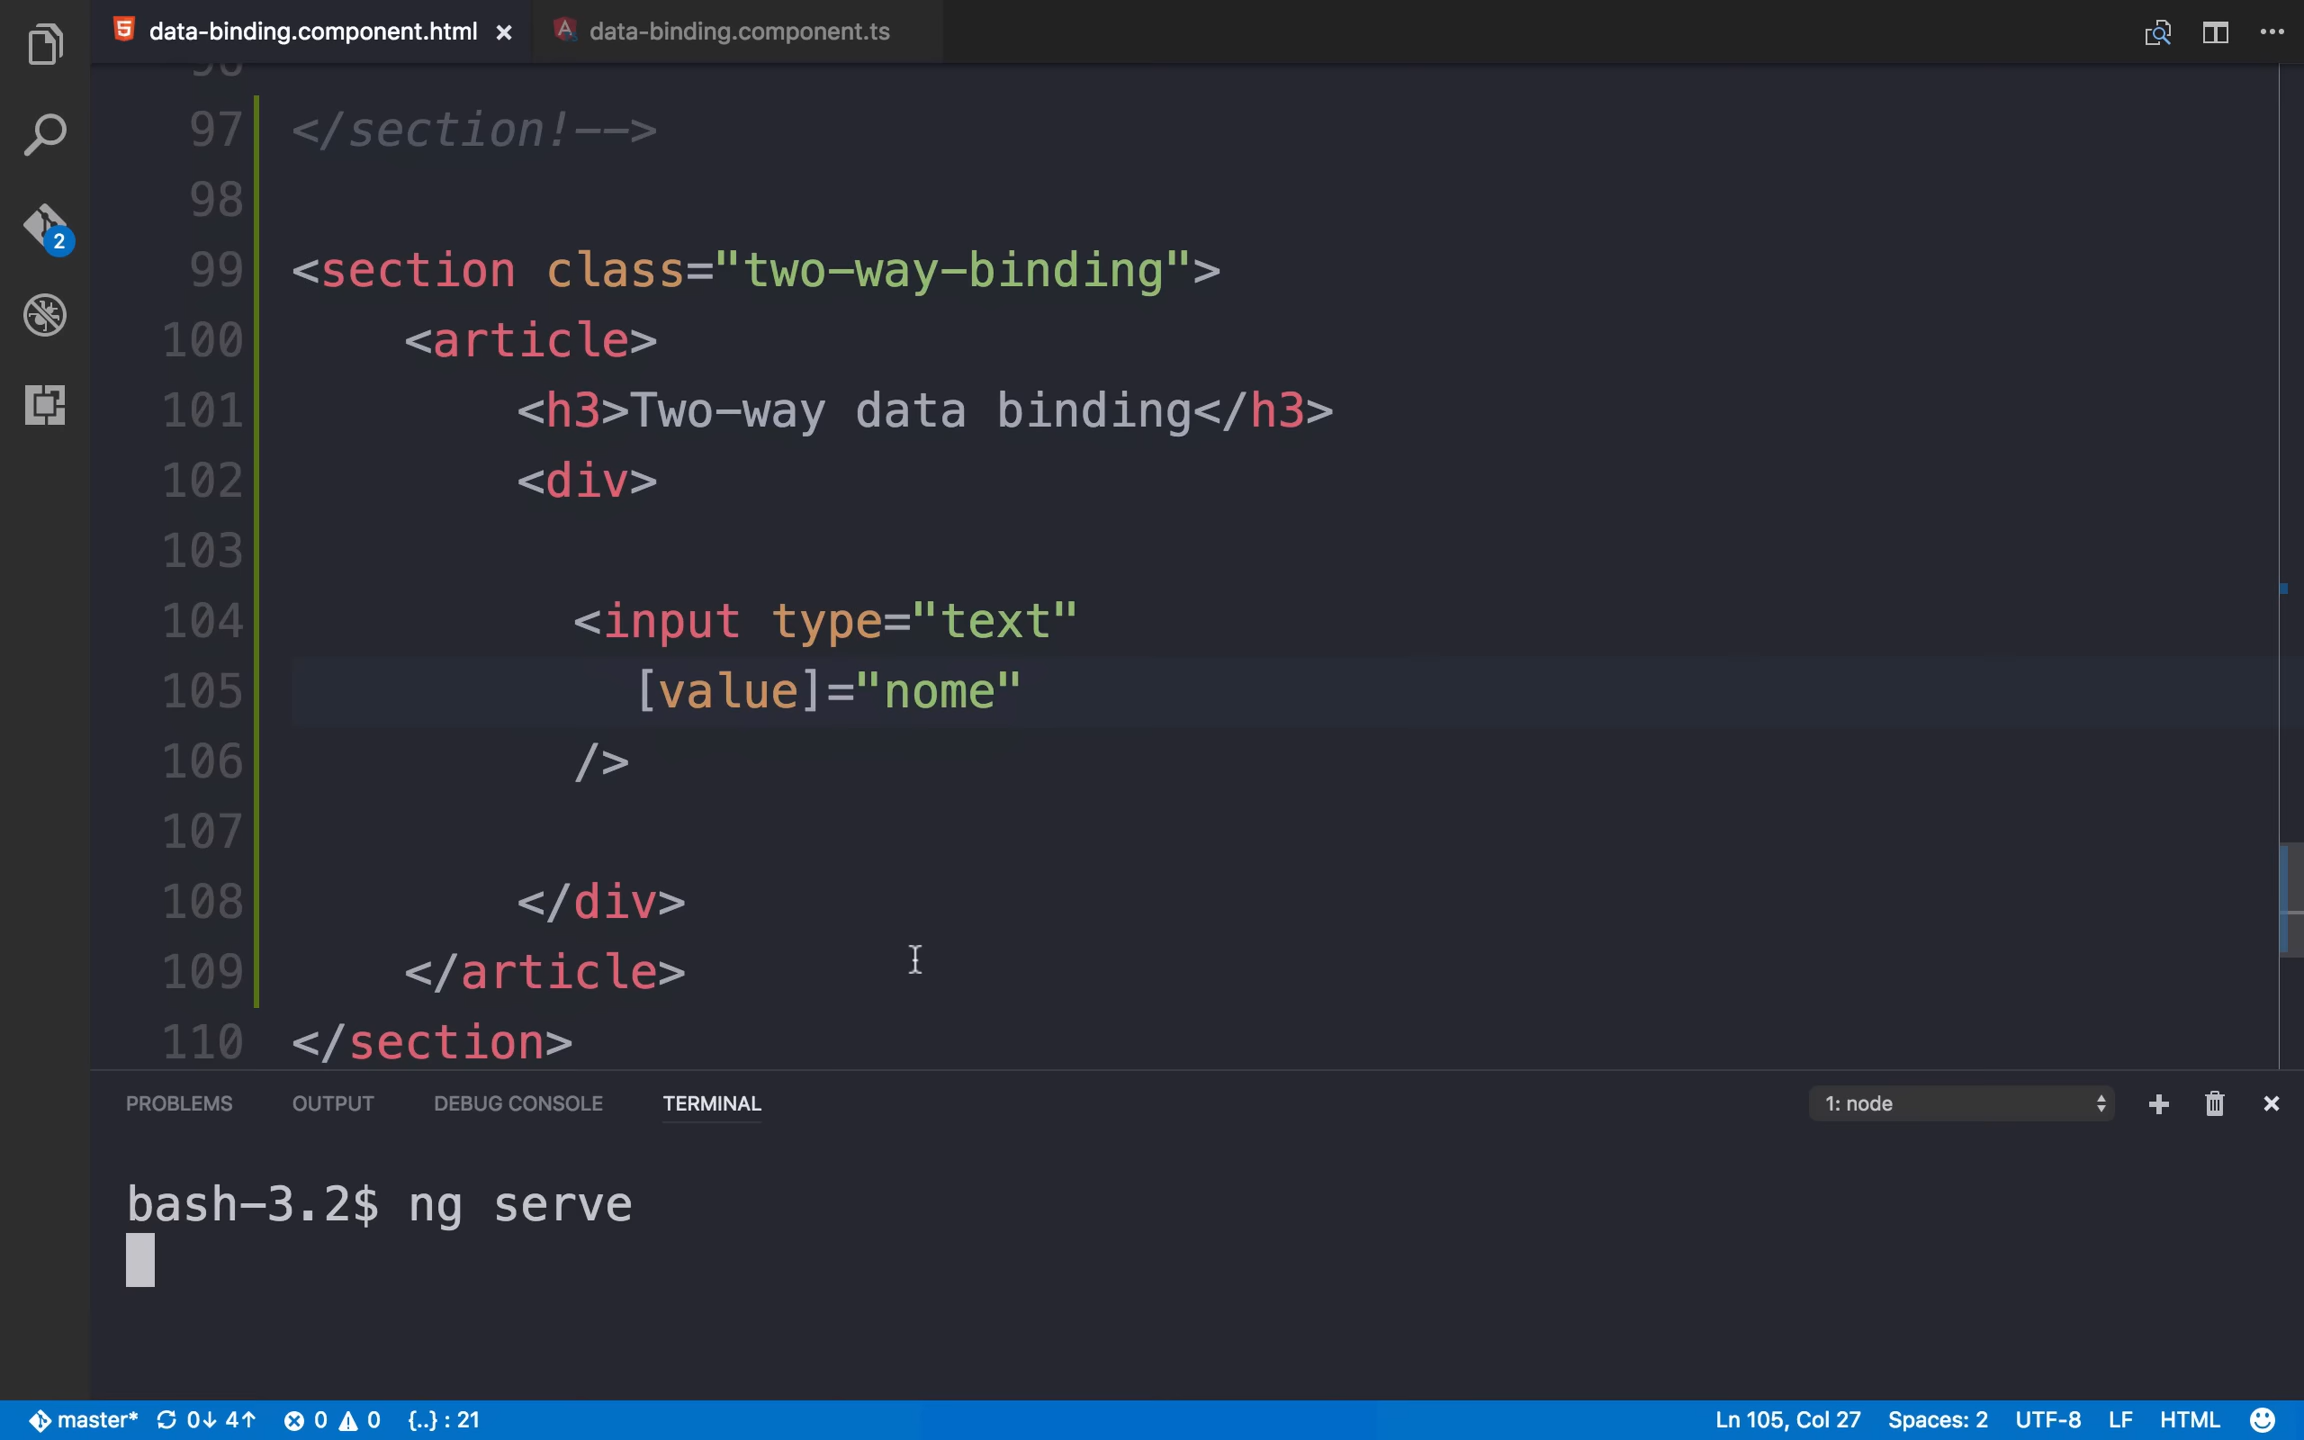 data-binding.component.html
data-binding.component.ts
97 </section!-->
98
99 <section class="two-way-binding">
100 <article>
101 <h3>Two-way data binding</h3>
102 <div>
103
104 <input type="text"
105 [value]="nome"
106 />
107
108 </div>
109 </article>
110 </section>
2
PROBLEMS OUTPUT DEBUG CONSOLE TERMINAL 1: node
bash-3.2$ ng serve
master* 0↓ 4↑ 0 0 {..} : 21 Ln 105, Col 27 Spaces: 2 UTF-8 LF HTML